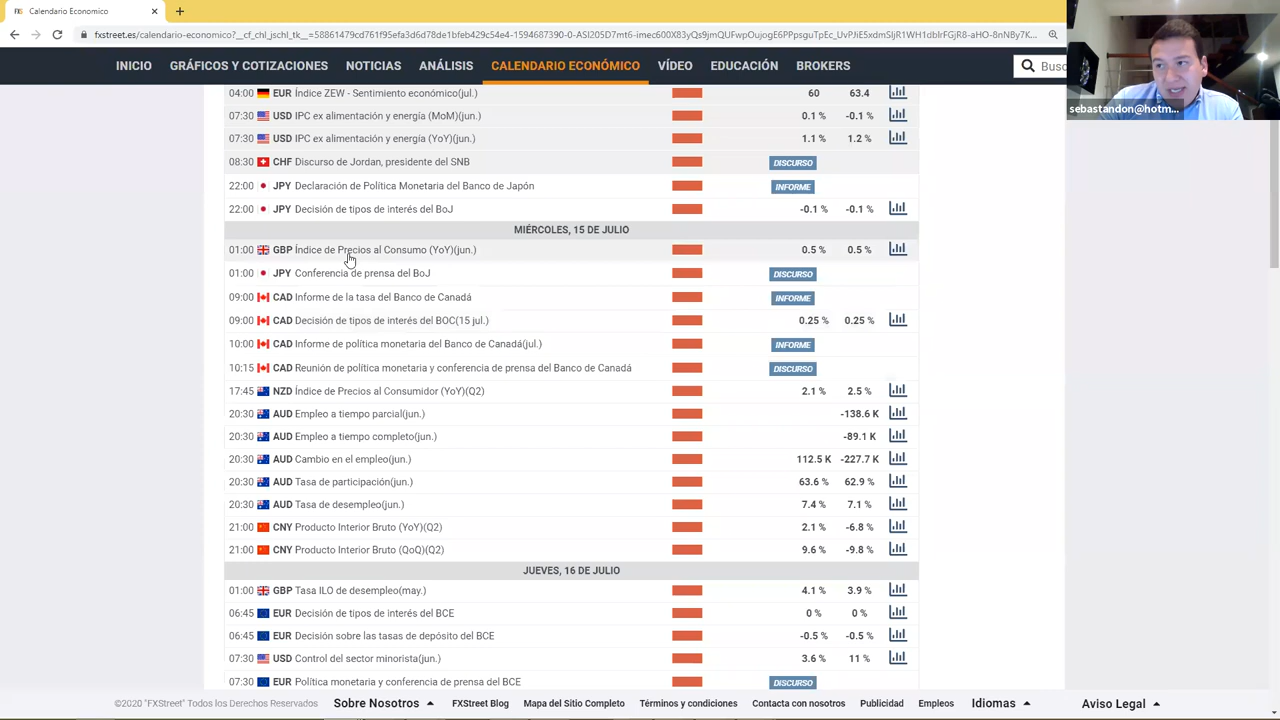 Calendario Economico
fxstreet.es/calendario-economico?__cf_chl_jschl_tk__=58861479cd7f1f95efa3d6d78de1bfeb429c54e4-1594687390-0-
INICIO GRÁFICOS Y COTIZACIONES NOTICIAS ANÁLISIS CALENDARIO ECONÓMICO VÍDEO EDUCACIÓN BROKERS Busc
sebastandon@hotm...
04:00 EUR Índice ZEW - Sentimiento económico(jul.) 60 63.4
07:30 USD IPC ex alimentación y energía (MoM)(jun.) 0.1 % -0.1 %
07:30 USD IPC ex alimentación y energía (YoY)(jun.) 1.1 % 1.2 %
08:30 CHF Discurso de Jordan, presidente del SNB DISCURSO
22:00 JPY Declaración de Política Monetaria del Banco de Japón INFORME
22:00 JPY Decisión de tipos de interés del BoJ -0.1 % -0.1 %
MIÉRCOLES, 15 DE JULIO
01:00 GBP Índice de Precios al Consumo (YoY)(jun.) 0.5 % 0.5 %
01:00 JPY Conferencia de prensa del BoJ DISCURSO
09:00 CAD Informe de la tasa del Banco de Canadá INFORME
09:00 CAD Decisión de tipos de interés del BOC(15 jul.) 0.25 % 0.25 %
10:00 CAD Informe de política monetaria del Banco de Canadá(jul.) INFORME
10:15 CAD Reunión de política monetaria y conferencia de prensa del Banco de Canadá DISCURSO
17:45 NZD Índice de Precios al Consumidor (YoY)(Q2) 2.1 % 2.5 %
20:30 AUD Empleo a tiempo parcial(jun.) -138.6 K
20:30 AUD Empleo a tiempo completo(jun.) -89.1 K
20:30 AUD Cambio en el empleo(jun.) 112.5 K -227.7 K
20:30 AUD Tasa de participación(jun.) 63.6 % 62.9 %
20:30 AUD Tasa de desempleo(jun.) 7.4 % 7.1 %
21:00 CNY Producto Interior Bruto (YoY)(Q2) 2.1 % -6.8 %
21:00 CNY Producto Interior Bruto (QoQ)(Q2) 9.6 % -9.8 %
JUEVES, 16 DE JULIO
01:00 GBP Tasa ILO de desempleo(may.) 4.1 % 3.9 %
06:45 EUR Decisión de tipos de interés del BCE 0 % 0 %
06:45 EUR Decisión sobre las tasas de depósito del BCE -0.5 % -0.5 %
07:30 USD Control del sector minorista(jun.) 3.6 % 11 %
07:30 EUR Política monetaria y conferencia de prensa del BCE DISCURSO
©2020 "FXStreet" Todos los Derechos Reservados Sobre Nosotros FXStreet Blog Mapa del Sitio Completo Términos y condiciones Contacta con nosotros Publicidad Empleos Idiomas Aviso Legal